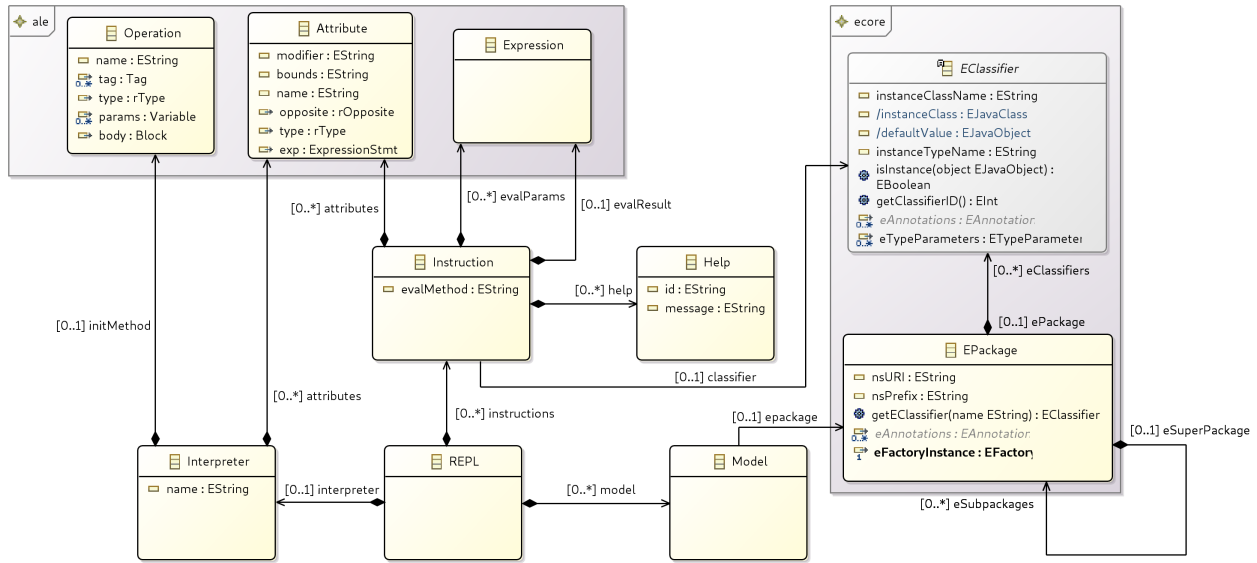 ale
Operation
name : EString
tag : Tag
0..*
type : rType
params : Variable
0..*
body : Block
Attribute
modifier : EString
bounds : EString
name : EString
opposite : rOpposite
type : rType
exp : ExpressionStmt
Expression
ecore
EClassifier
instanceClassName : EString
/instanceClass : EJavaClass
/defaultValue : EJavaObject
instanceTypeName : EString
isInstance(object EJavaObject) :
EBoolean
getClassifierID() : EInt
eAnnotations : EAnnotation
0..*
eTypeParameters : ETypeParameter
0..*
[0..*] attributes
[0..*] evalParams
[0..1] evalResult
Instruction
evalMethod : EString
[0..*] help
Help
id : EString
message : EString
[0..*] eClassifiers
[0..1] ePackage
[0..1] initMethod
[0..*] attributes
[0..*] instructions
[0..1] classifier
[0..1] epackage
EPackage
nsURI : EString
nsPrefix : EString
getEClassifier(name EString) : EClassifier
eAnnotations : EAnnotation
0..*
eFactoryInstance : EFactory
1
[0..1] eSuperPackage
[0..*] eSubpackages
Interpreter
name : EString
[0..1] interpreter
REPL
[0..*] model
Model